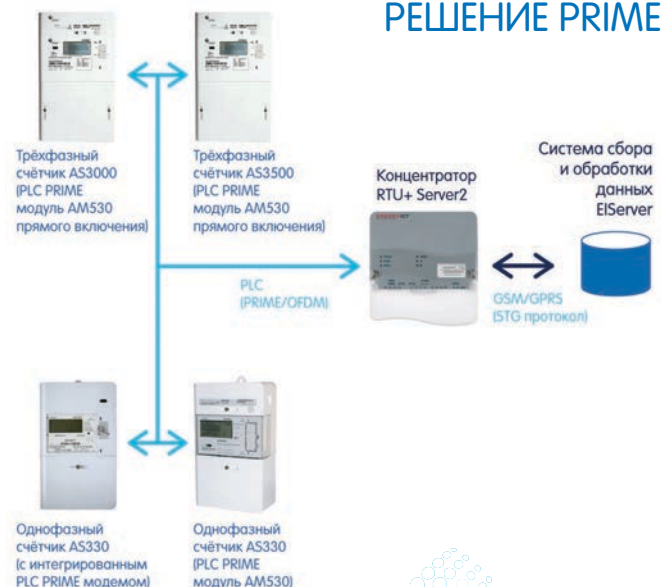 РЕШЕНИЕ PRIME
Трёхфазный
счётчик AS3000
(PLC PRIME
модуль AM530
прямого включения)
Трёхфазный
счётчик AS3500
(PLC PRIME
модуль AM530
прямого включения)
Концентратор
RTU+ Server2
Система сбора
и обработки
данных
ElServer
PLC
(PRIME/OFDM)
GSM/GPRS
(STG протокол)
Однофазный
счётчик AS330
(с интегрированным
PLC PRIME модемом)
Однофазный
счётчик AS330
(PLC PRIME
модуль AM530)